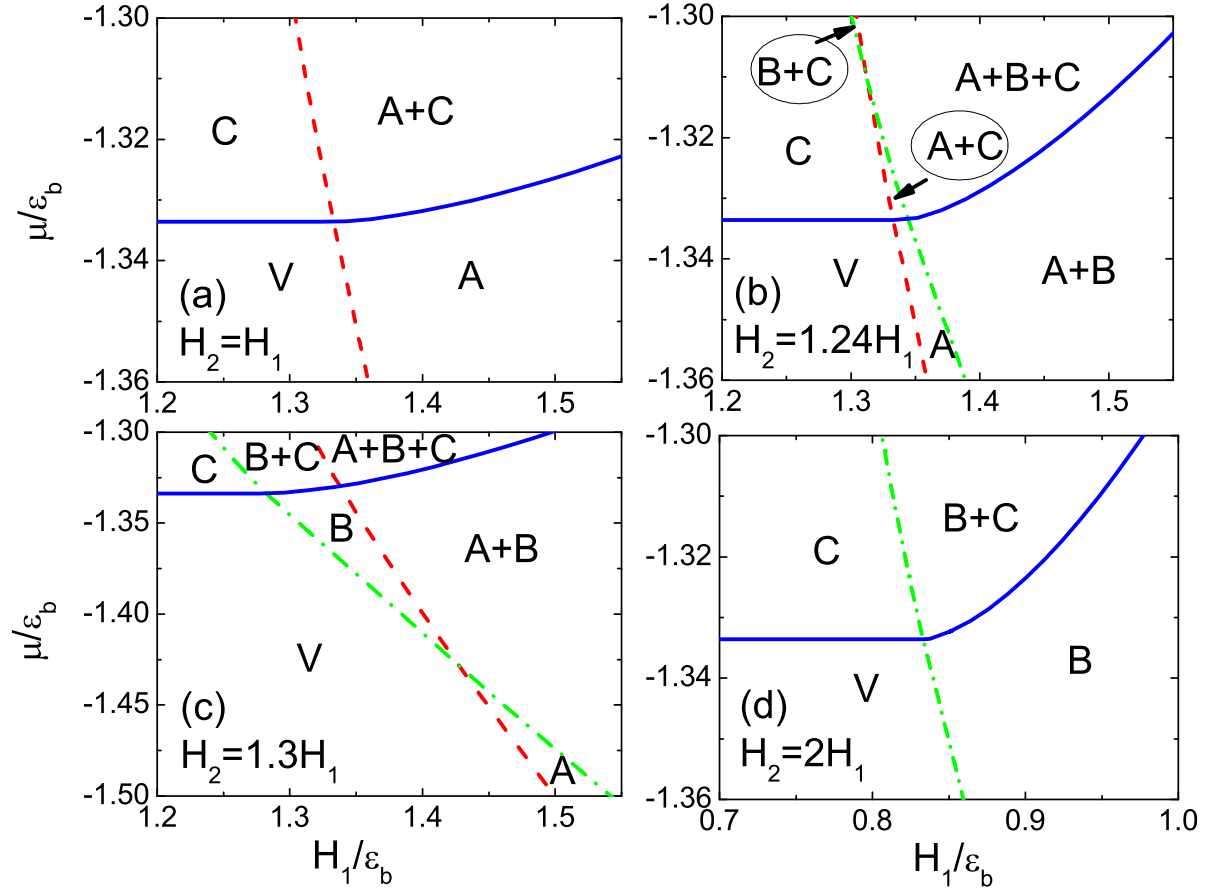 -1.30
-1.32
-1.34
-1.36
μ/ε_b
C
A+C
V
A
(a)
H_2=H_1
1.2
1.3
1.4
1.5
-1.30
-1.32
-1.34
-1.36
B+C
A+B+C
C
A+C
V
A+B
(b)
H_2=1.24H_1
A
1.2
1.3
1.4
1.5
-1.30
-1.35
-1.40
-1.45
-1.50
μ/ε_b
C
B+C
A+B+C
B
A+B
V
(c)
H_2=1.3H_1
A
1.2
1.3
1.4
1.5
H_1/ε_b
-1.30
-1.32
-1.34
-1.36
C
B+C
V
B
(d)
H_2=2H_1
0.7
0.8
0.9
1.0
H_1/ε_b